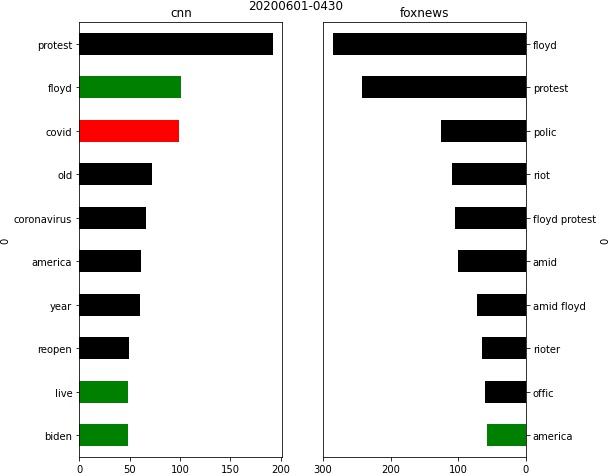 20200601-0430
cnn
foxnews
protest
floyd
covid
old
coronavirus
america
year
reopen
live
biden
0
0 50 100 150 200
floyd
protest
polic
riot
floyd protest
amid
amid floyd
rioter
offic
america
0
300 200 100 0